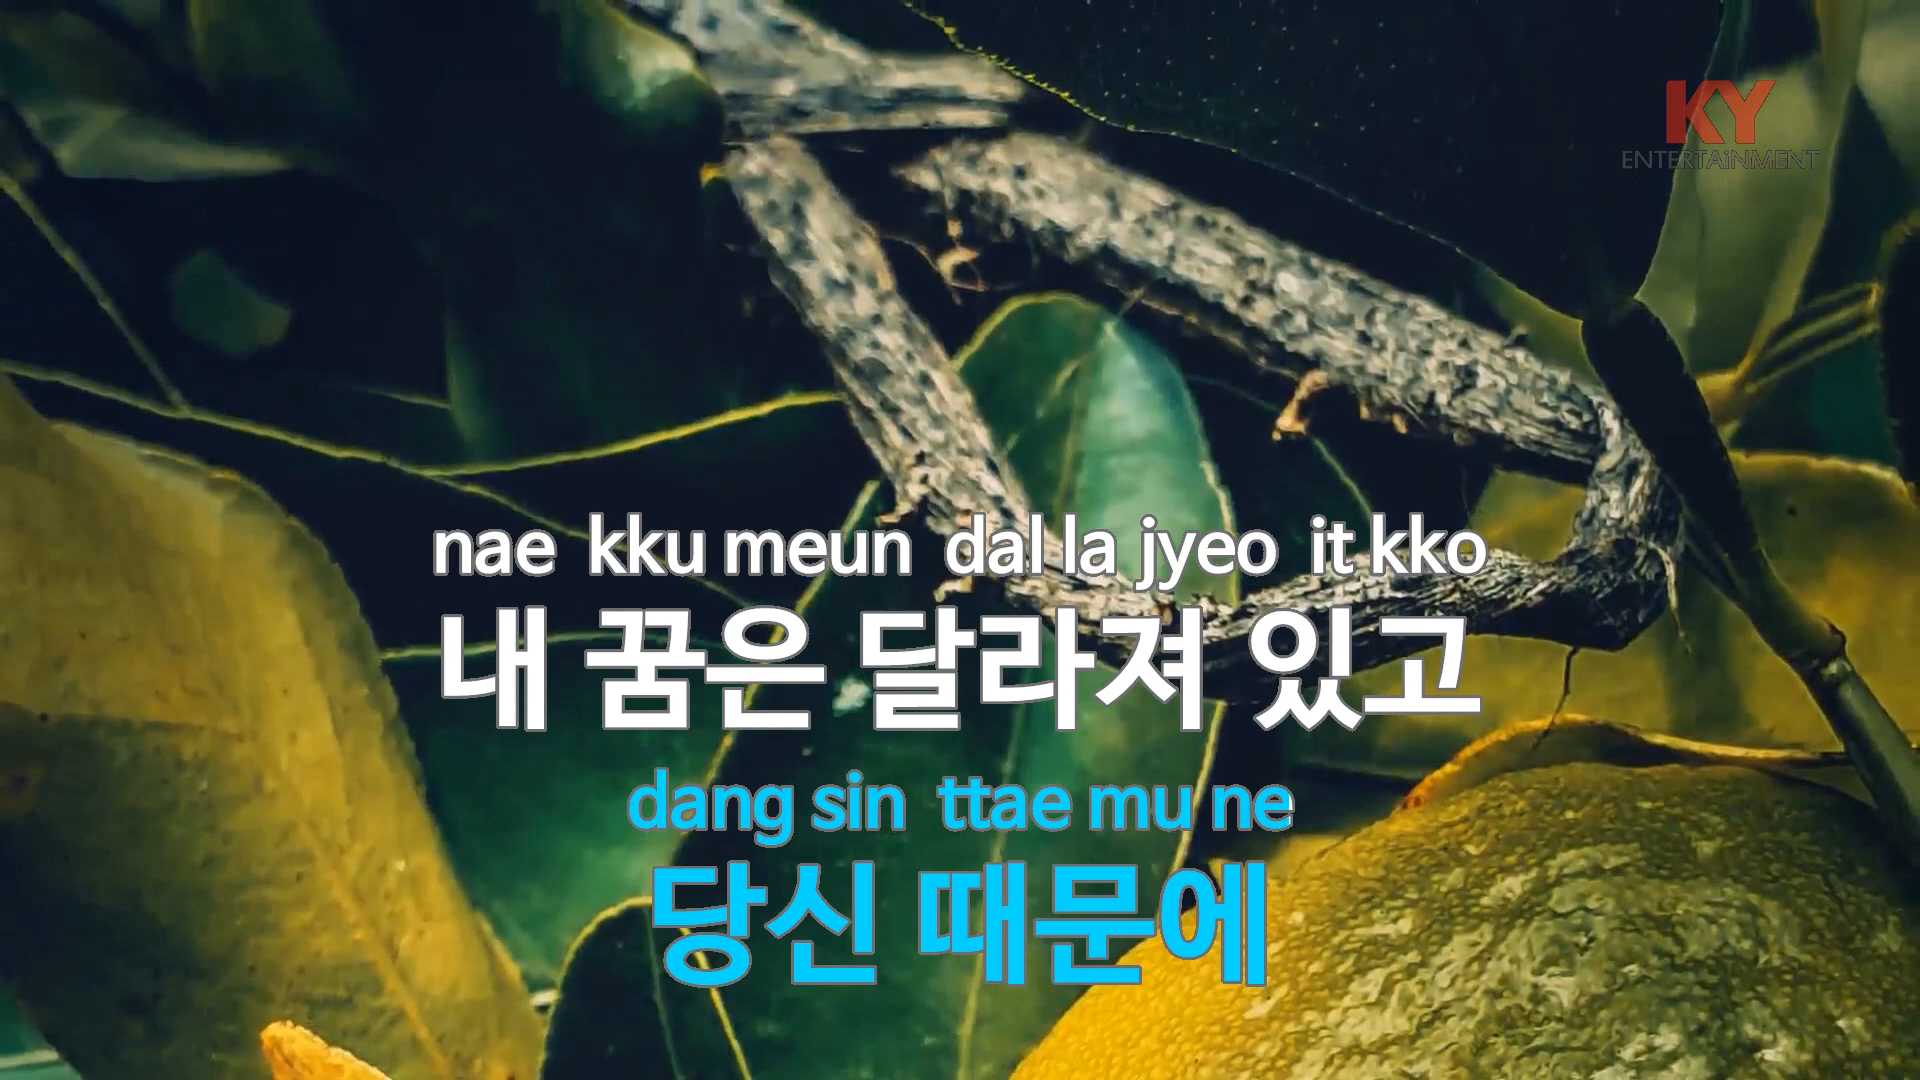 KY
ENTERTAiNMENT
nae kku meun dal la jyeo it kko
내 꿈은 달라져 있고
dang sin ttae mu ne
당신 때문에